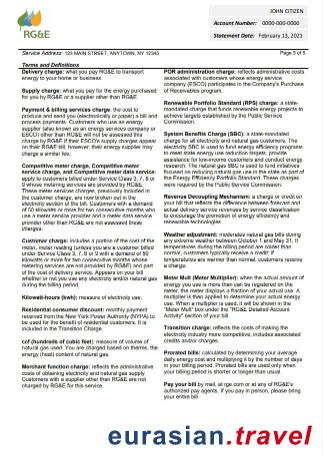 JOHN CITIZEN
Account Number: 0000-000-0000
RG&E
Statement Date: February 13, 2021
Service Address: 123 MAIN STREET, ANYTOWN, NY 12345
Page 5 of 5
Terms and Definitions
Delivery charge: what you pay RG&E to transport
energy to your home or business.
Supply charge: what you pay for the energy purchased
for you by RG&E or a supplier other than RG&E.
Payment & billing services charge: the cost to
produce and send you (electronically or paper) a bill and
process payments. Customers who use an energy
supplier (also known as an energy services company or
ESCO) other than RG&E will not be assessed this
charge by RG&E if their ESCO's supply charges appear
on their RG&E bill, however, their energy supplier may
charge a similar fee.
Competitive meter charge, Competitive meter
service charge, and Competitive meter data service:
apply to customers billed under Service Class 3, 7, 8 or
9 whose metering services are provided by RG&E.
These meter service charges, previously included in
the customer charge, are now broken out in the
electricity section of the bill. Customers with a demand
of 50 kilowatts or more for two consecutive months who
use a meter service provider and a meter data service
provider other than RG&E are not assessed these
charges.
Customer charge: includes a portion of the cost of the
meter, meter reading (unless you are a customer billed
under Service Class 3, 7, 8 or 9 with a demand of 50
kilowatts or more for two consecutive months whose
metering services are not provided by RG&E) and part
of the cost of delivery service. Appears on your bill
whether or not you use any electricity and/or natural gas
during the billing period.
Kilowatt-hours (kwh): measure of electricity use.
Residential consumer discount: monthly payment
received from the New York Power Authority (NYPA) to
be used for the benefit of residential customers. It is
included in the Transition Charge.
ccf (hundreds of cubic feet): measure of volume of
natural gas used. You are charged based on therms, the
energy (heat) content of natural gas.
Merchant function charge: reflects the administrative
costs of obtaining electricity and natural gas supply.
Customers with a supplier other than RG&E are not
charged by RG&E for this service.
POR administration charge: reflects administrative costs
associated with customers whose energy service
company (ESCO) participates in the Company's Purchase
of Receivables program.
Renewable Portfolio Standard (RPS) charge: a state-
mandated charge that funds renewable energy projects to
achieve targets established by the Public Service
Commission.
System Benefits Charge (SBC): a state-mandated
charge for all electricity and natural gas customers. The
electricity SBC is used to fund energy efficiency programs
to meet state energy use reduction targets, provide
assistance for low-income customers and conduct energy
research. The natural gas SBC is used to fund initiatives
focused on reducing natural gas use in the state as part of
the Energy Efficiency Portfolio Standard. These charges
were required by the Public Service Commission.
Revenue Decoupling Mechanism: a charge or credit on
your bill that reflects the difference between forecast and
actual delivery service revenues by service classification
to encourage the promotion of energy efficiency and
renewable technologies.
Weather adjustment: moderates natural gas bills during
any extreme weather between October 1 and May 31. If
temperatures during the billing period are colder than
normal, customers typically receive a credit; if
temperatures are warmer than normal, customers receive
a charge.
Meter Mult (Meter Multiplier): when the actual amount of
energy you use is more than can be registered on the
meter, the meter displays a fraction of your actual use. A
multiplier is then applied to determine your actual energy
use. When a multiplier is used, it will be shown in the
"Meter Mult" box under the "RG&E Detailed Account
Activity" section of your bill.
Transition charge: reflects the costs of making the
electricity industry more competitive; includes associated
credits and/or charges.
Prorated bills: calculated by determining your average
daily energy cost and multiplying it by the number of days
in your billing period. Prorated bills are used only when
your billing period is shorter or longer than usual.
Pay your bill by mail, at rge.com or at any of RG&E's
authorized pay agents. If you pay in person, please bring
your entire bill.
eurasian.travel